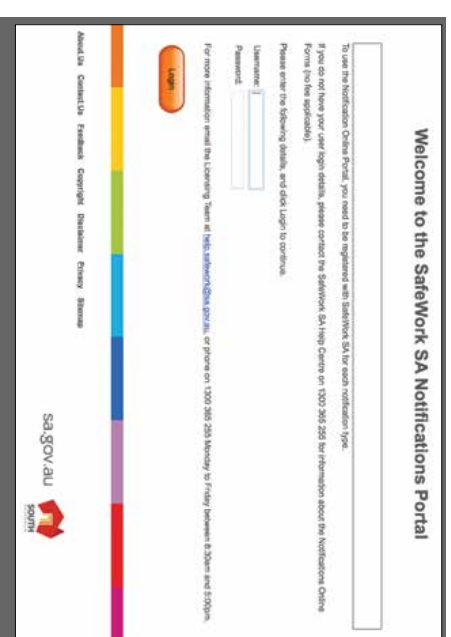 Welcome to the SafeWork SA Notifications Portal
To use the Notification Online Portal, you need to be registered with SafeWork SA for each notification type.
If you do not have your user login details, please contact the SafeWork SA Help Centre on 1300 365 255 for information about the Notifications Online
Forms (no fee applicable).
Please enter the following details, and click Login to continue.
Username:
Password:
For more information email the Licensing Team at help.safework@sa.gov.au, or phone on 1300 365 255 Monday to Friday between 8:30am and 5:00pm.
Login
About Us Contact Us Feedback Copyright Disclaimer Privacy Sitemap
sa.gov.au
SOUTH